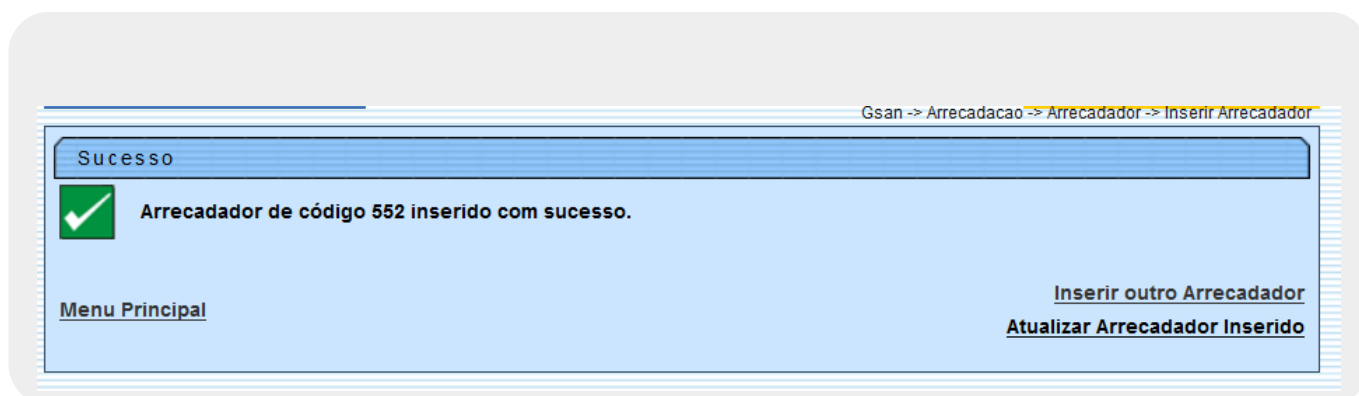 Gsan -> Arrecadacao -> Arrecadador -> Inserir Arrecadador
Sucesso
Arrecadador de código 552 inserido com sucesso.
Inserir outro Arrecadador
Menu Principal
Atualizar Arrecadador Inserido